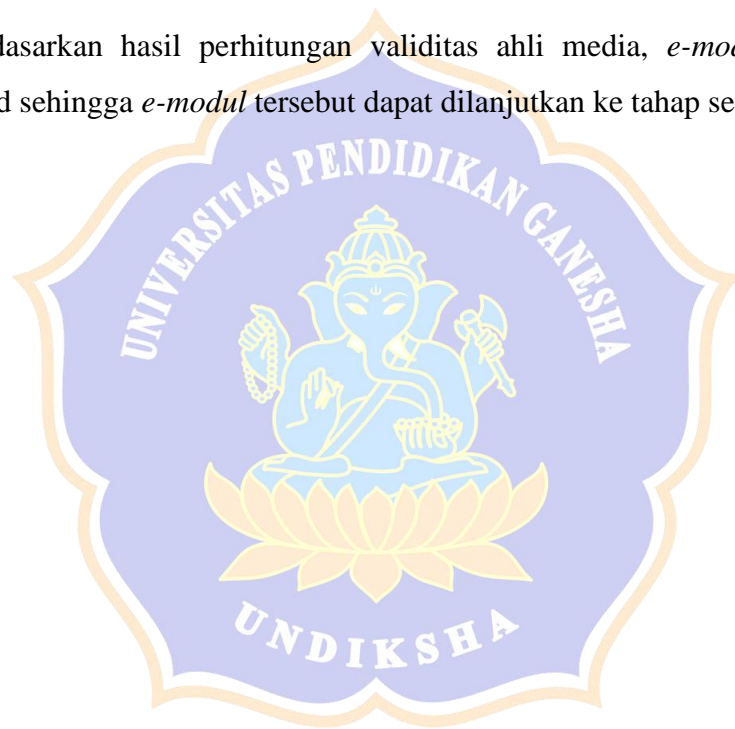 dasarkan hasil perhitungan validitas ahli media, e-mod
d sehingga e-modul tersebut dapat dilanjutkan ke tahap se
UNIVERSITAS PENDIDIKAN GANESHA
UNDIKSHA